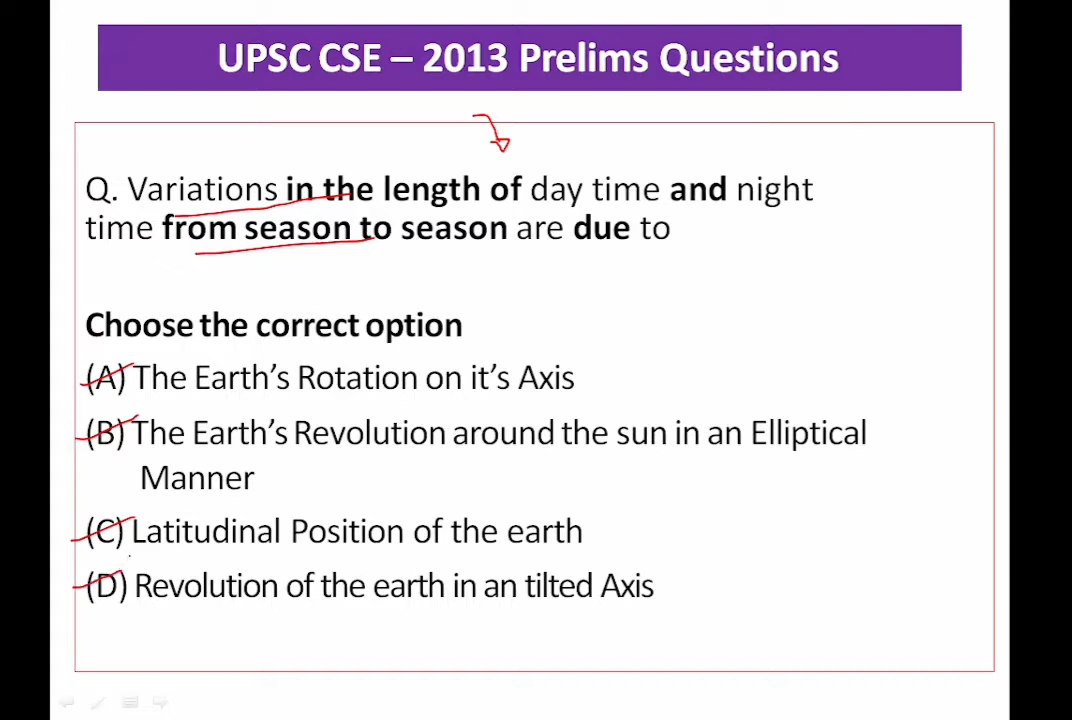 UPSC CSE – 2013 Prelims Questions
Q. Variations in the length of day time and night
time from season to season are due to
Choose the correct option
(A) The Earth's Rotation on it's Axis
(B) The Earth's Revolution around the sun in an Elliptical
Manner
(C) Latitudinal Position of the earth
(D) Revolution of the earth in an tilted Axis